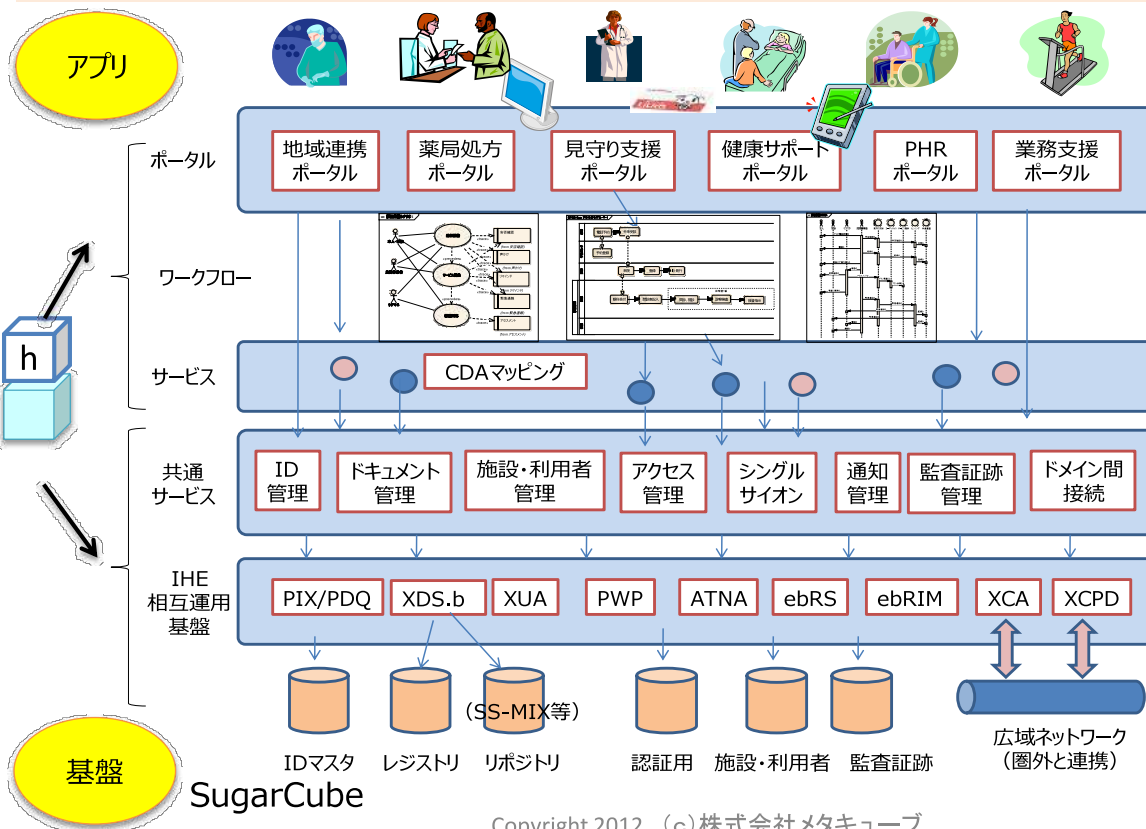 アプリ
ポータル
地域連携
ポータル
薬局処方
ポータル
見守り支援
ポータル
健康サポート
ポータル
PHR
ポータル
業務支援
ポータル
ワークフロー
h
サービス
CDAマッピング
共通
サービス
ID
管理
ドキュメント
管理
施設・利用者
管理
アクセス
管理
シングル
サイオン
通知
管理
監査証跡
管理
ドメイン間
接続
IHE
相互運用
基盤
PIX/PDQ
XDS.b
XUA
PWP
ATNA
ebRS
ebRIM
XCA
XCPD
(SS-MIX等)
IDマスタ
レジストリ
リポジトリ
認証用
施設・利用者
監査証跡
広域ネットワーク
(圏外と連携)
基盤
SugarCube
Copyright 2012 (c)株式会社メタキューブ